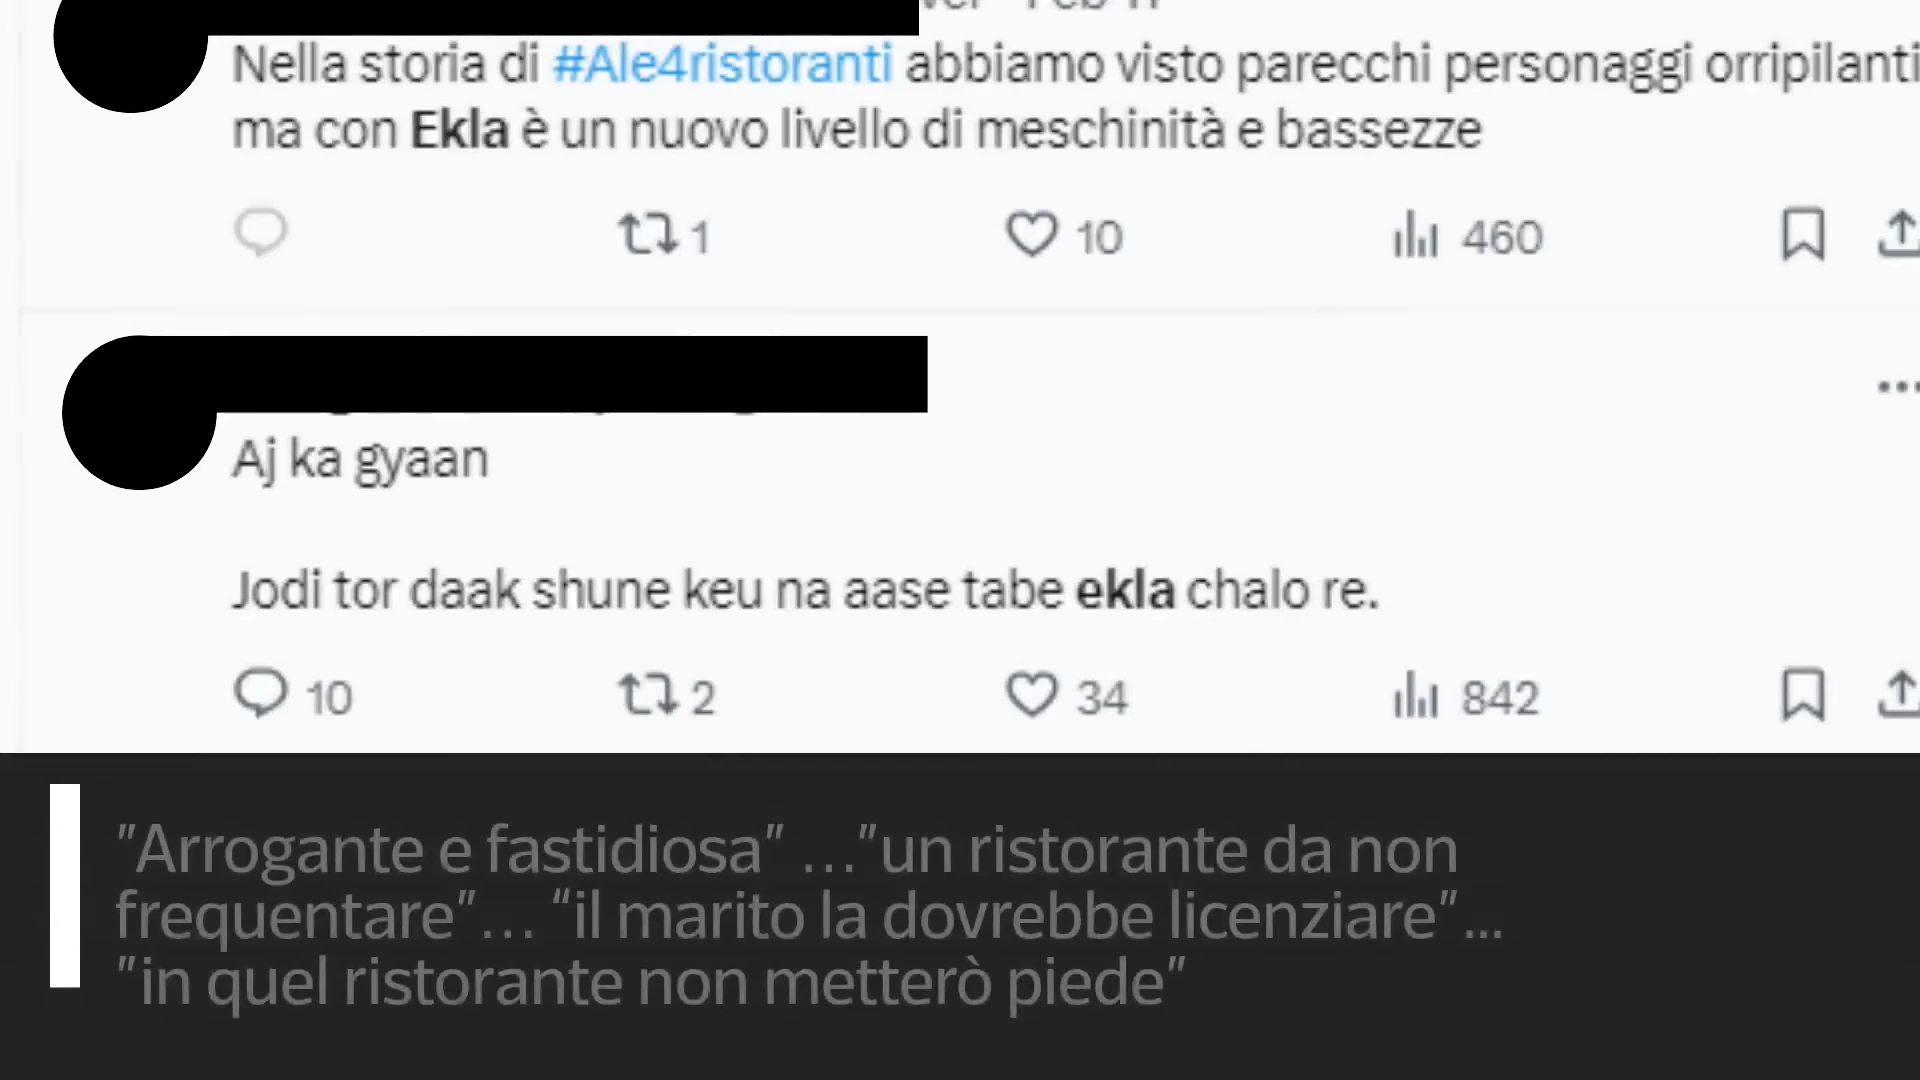 Nella storia di #Ale4ristoranti abbiamo visto parecchi personaggi orripilanti
ma con Ekla è un nuovo livello di meschinità e bassezze
1 10 460
Aj ka gyaan
Jodi tor daak shune keu na aase tabe ekla chalo re.
10 2 34 842
"Arrogante e fastidiosa" …"un ristorante da non
frequentare"… “il marito la dovrebbe licenziare"...
"in quel ristorante non metterò piede"